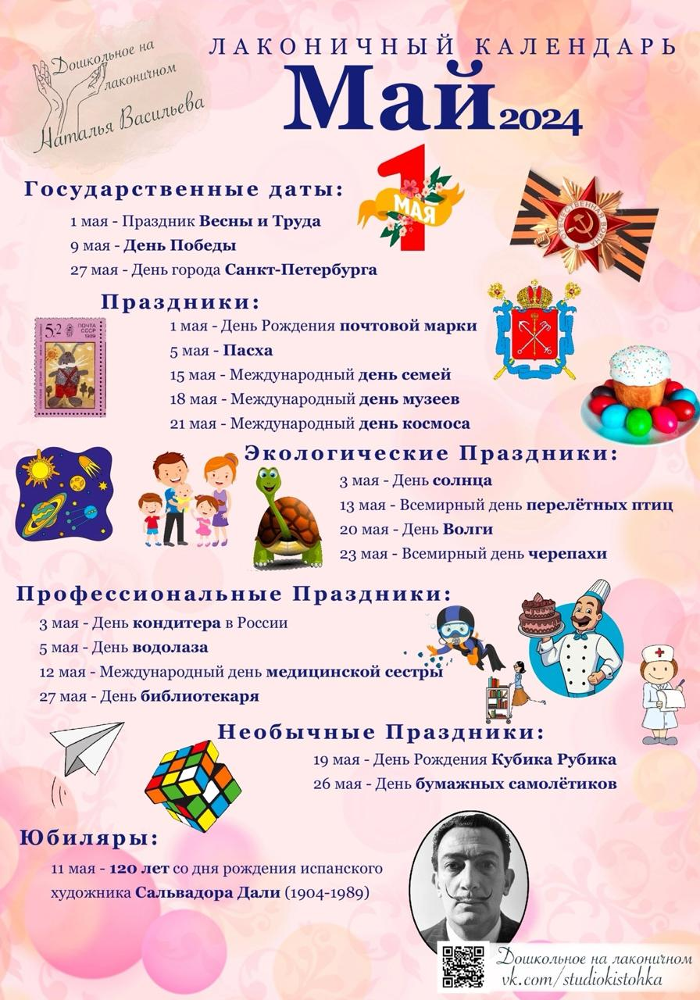 Дошкольное на
лаконичном
Наталья Васильева
ЛАКОНИЧНЫЙ КАЛЕНДАРЬ
Май 2024
Государственные даты:
1 мая - Праздник Весны и Труда
9 мая - День Победы
27 мая - День города Санкт-Петербурга
1
МАЯ
ОТЕЧЕСТВЕННАЯ ВОЙНА
Праздники:
1 мая - День Рождения почтовой марки
5 мая - Пасха
15 мая - Международный день семей
18 мая - Международный день музеев
21 мая - Международный день космоса
5+2
ПОЧТА
СССР
1989
Экологические Праздники:
3 мая - День солнца
13 мая - Всемирный день перелётных птиц
20 мая - День Волги
23 мая - Всемирный день черепахи
Профессиональные Праздники:
3 мая - День кондитера в России
5 мая - День водолаза
12 мая - Международный день медицинской сестры
27 мая - День библиотекаря
Необычные Праздники:
19 мая - День Рождения Кубика Рубика
26 мая - День бумажных самолётиков
Юбиляры:
11 мая - 120 лет со дня рождения испанского
художника Сальвадора Дали (1904-1989)
Дошкольное на лаконичном
vk.com/studiokistohka